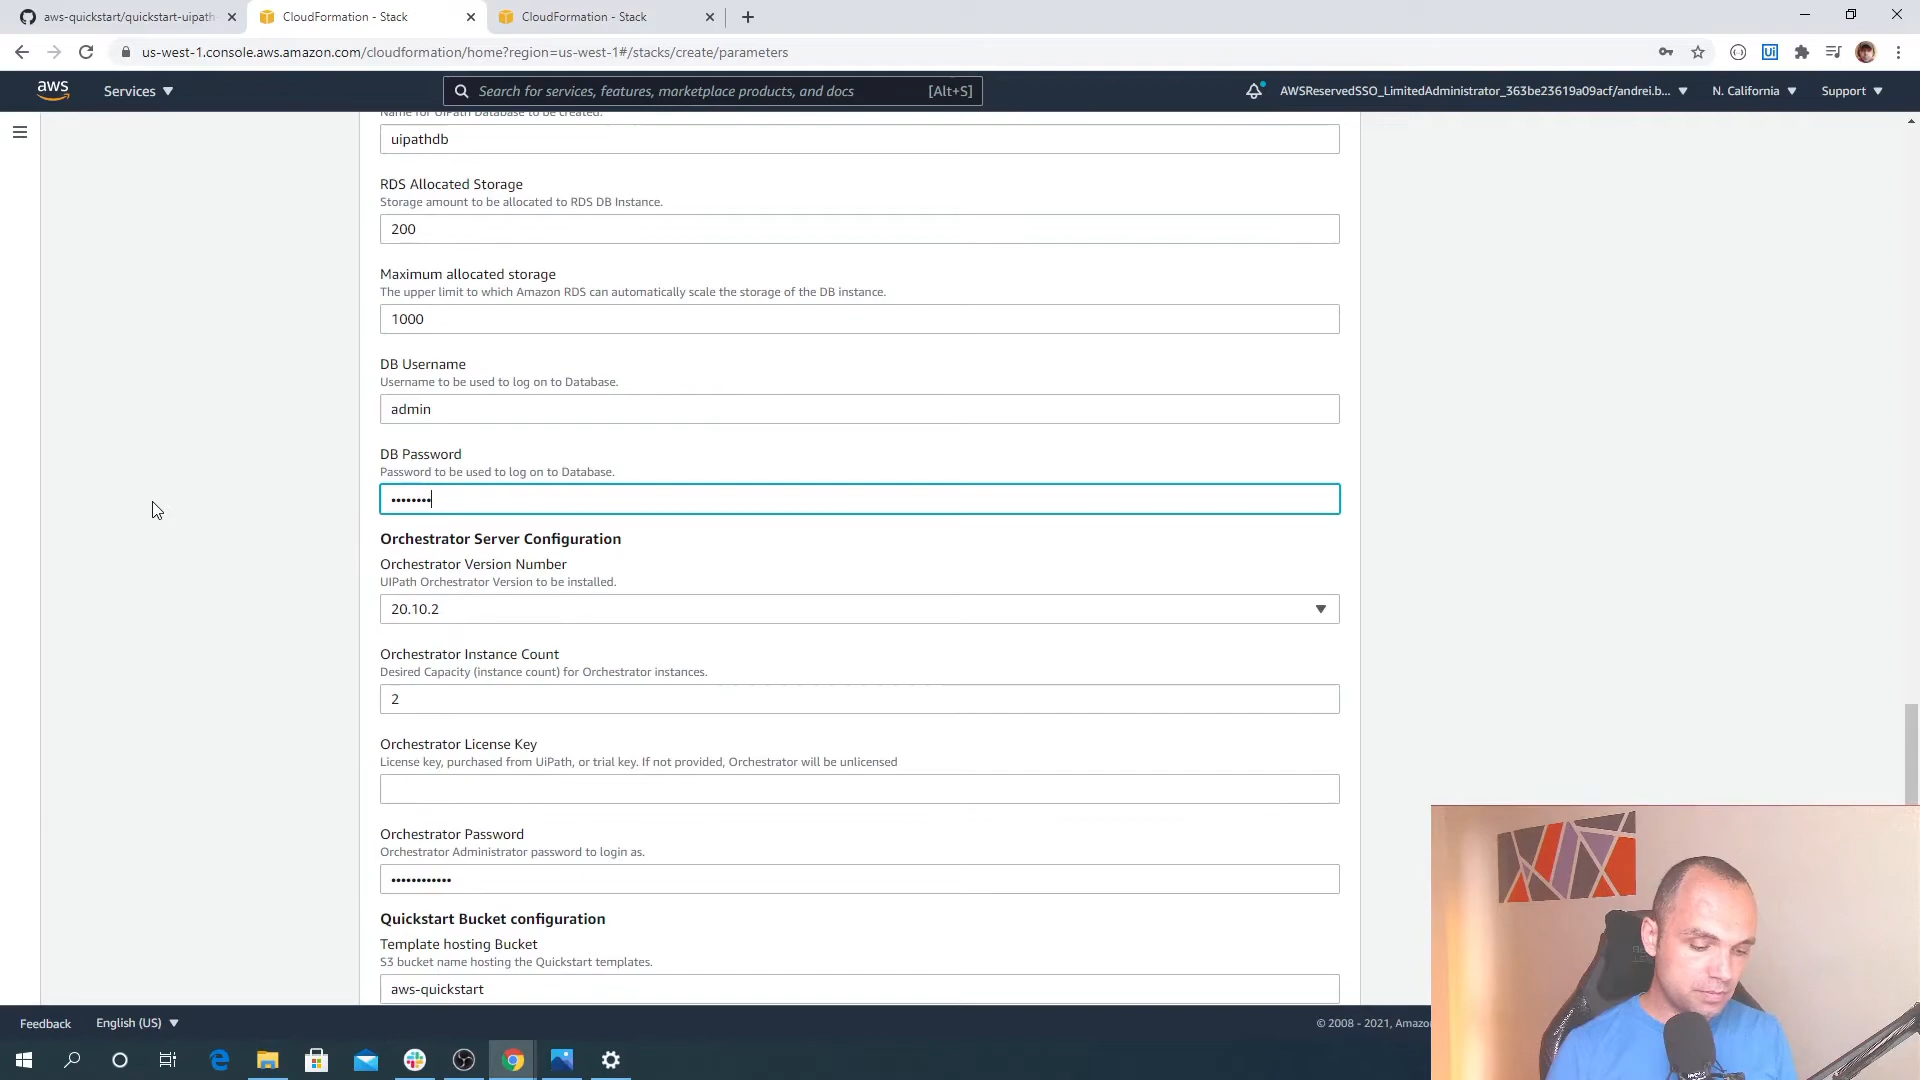 aws-quickstart/quickstart-uipath-
CloudFormation - Stack
CloudFormation - Stack
us-west-1.console.aws.amazon.com/cloudformation/home?region=us-west-1#/stacks/create/parameters
aws
Services
Search for services, features, marketplace products, and docs
[Alt+S]
AWSReservedSSO_LimitedAdministrator_363be23619a09acf/andrei.b...
N. California
Support
Name for UiPath Database to be created.
uipathdb
RDS Allocated Storage
Storage amount to be allocated to RDS DB Instance.
200
Maximum allocated storage
The upper limit to which Amazon RDS can automatically scale the storage of the DB instance.
1000
DB Username
Username to be used to log on to Database.
admin
DB Password
Password to be used to log on to Database.
••••••••
Orchestrator Server Configuration
Orchestrator Version Number
UIPath Orchestrator Version to be installed.
20.10.2
Orchestrator Instance Count
Desired Capacity (instance count) for Orchestrator instances.
2
Orchestrator License Key
License key, purchased from UiPath, or trial key. If not provided, Orchestrator will be unlicensed
Orchestrator Password
Orchestrator Administrator password to login as.
••••••••••••
Quickstart Bucket configuration
Template hosting Bucket
S3 bucket name hosting the Quickstart templates.
aws-quickstart
Feedback
English (US)
© 2008 - 2021, Amazon